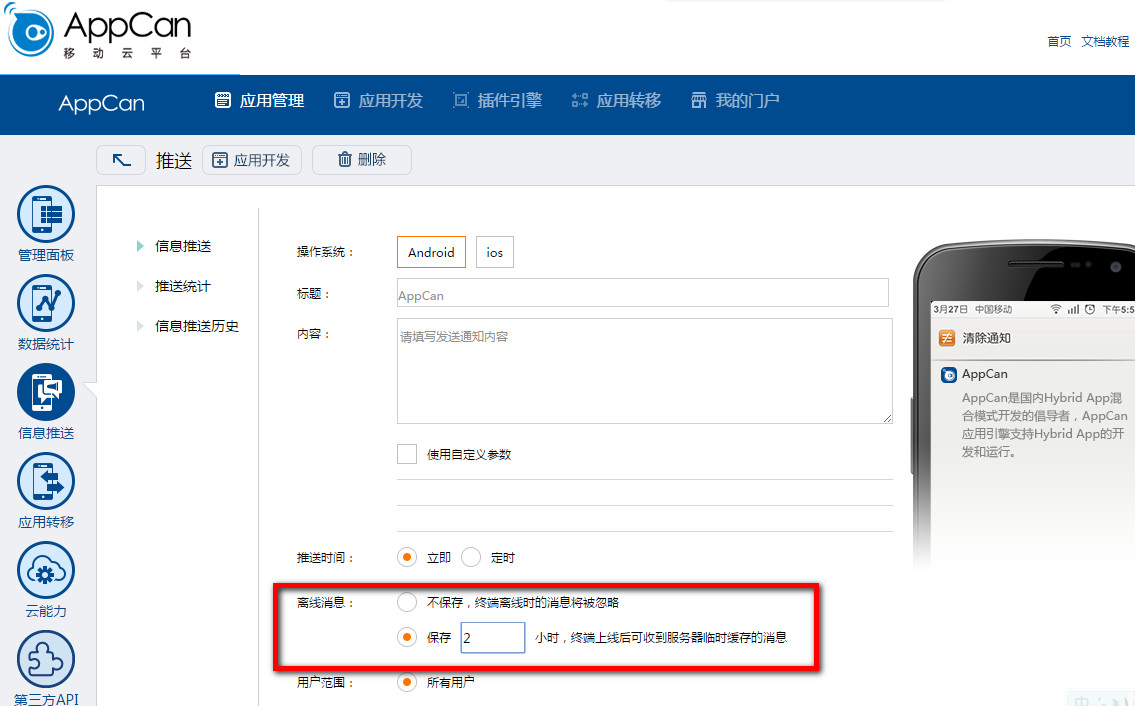 AppCan
移 动 云 平 台
首页 文档教程
AppCan 应用管理 应用开发 插件引擎 应用转移 我的门户
推送 应用开发 删除
管理面板
数据统计
信息推送
应用转移
云能力
第三方API
信息推送
推送统计
信息推送历史
操作系统： Android ios
标题： AppCan
内容： 请填写发送通知内容
使用自定义参数
推送时间： 立即 定时
离线消息： 不保存，终端离线时的消息将被忽略
保存 2 小时，终端上线后可收到服务器临时缓存的消息
用户范围： 所有用户
3月27日 中国移动 下午5:5
清除通知
AppCan
AppCan是国内Hybrid App混
合模式开发的倡导者，AppCan
应用引擎支持Hybrid App的开
发和运行。